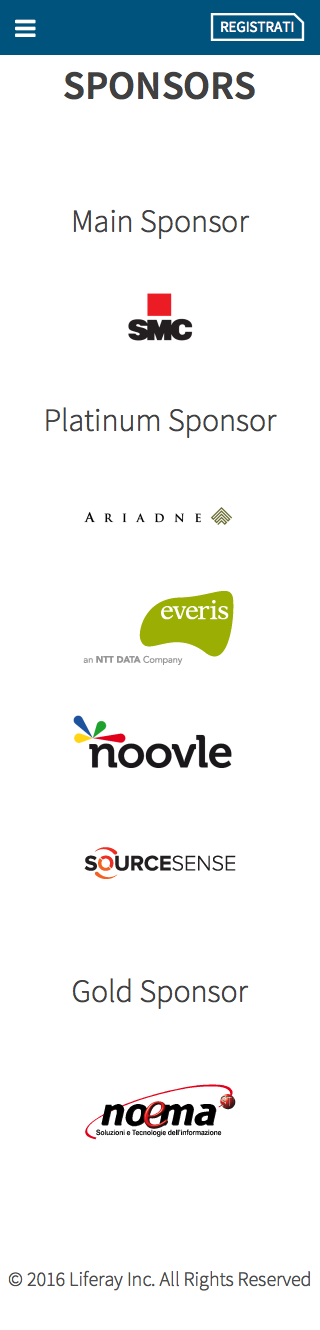 REGISTRATI
SPONSORS
Main Sponsor
SMC
Platinum Sponsor
ARIADNE
everis
an NTT DATA Company
noovle
SOURCESENSE
Gold Sponsor
noema
Soluzioni e Tecnologie dell'informazione
© 2016 Liferay Inc. All Rights Reserved